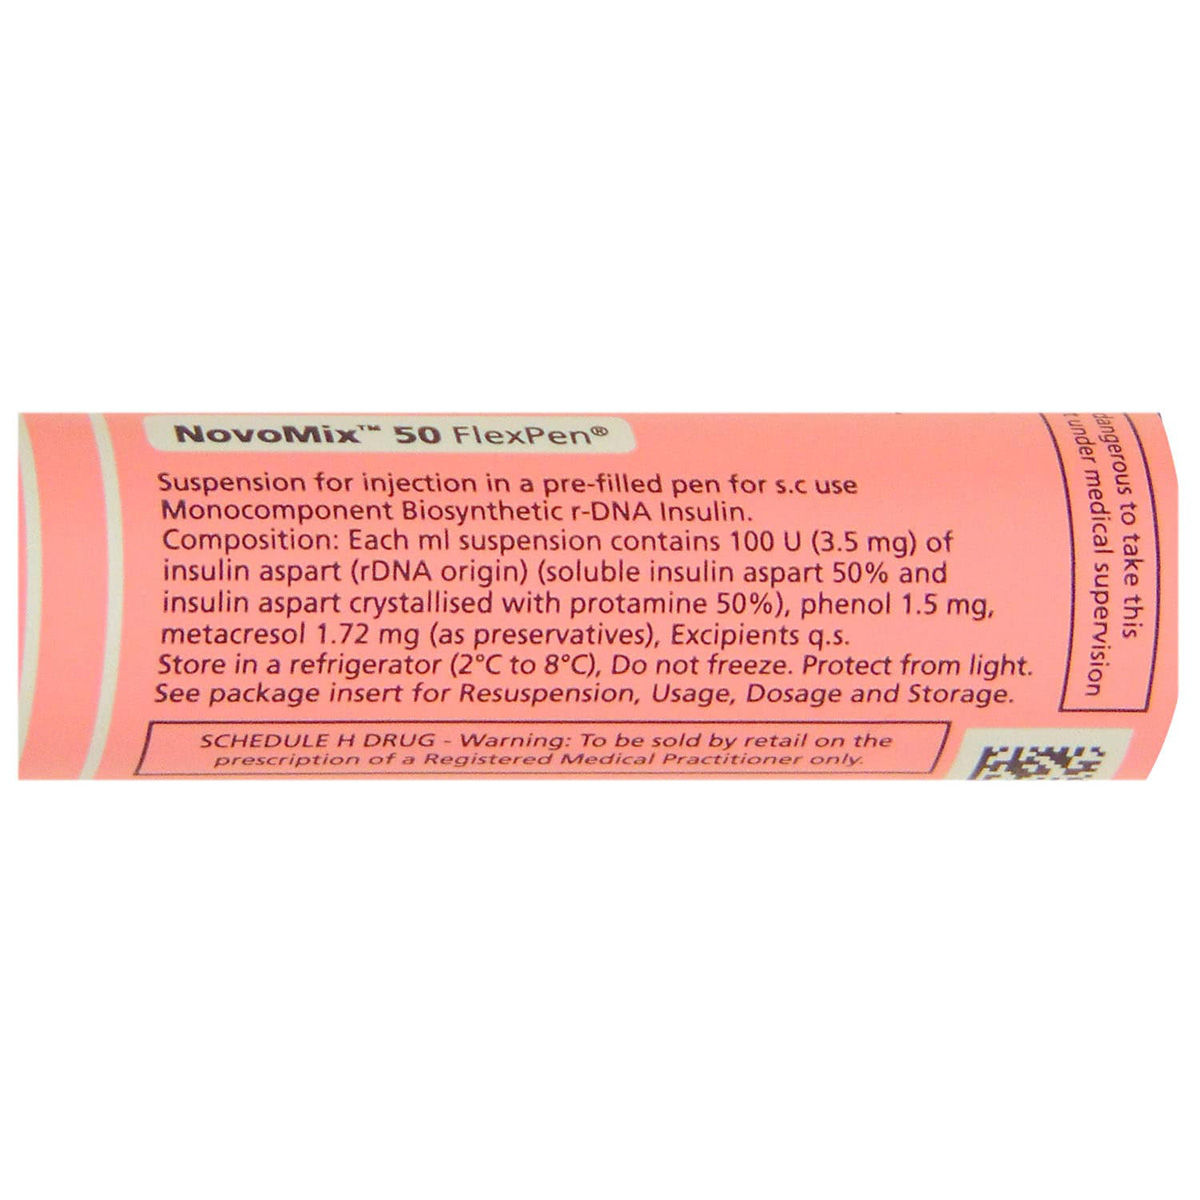 NovoMix™ 50 FlexPen®
Suspension for injection in a pre-filled pen for s.c use
Monocomponent Biosynthetic r-DNA Insulin.
Composition: Each ml suspension contains 100 U (3.5 mg) of
insulin aspart (rDNA origin) (soluble insulin aspart 50% and
insulin aspart crystallised with protamine 50%), phenol 1.5 mg,
metacresol 1.72 mg (as preservatives), Excipients q.s.
Store in a refrigerator (2°C to 8°C), Do not freeze. Protect from light.
See package insert for Resuspension, Usage, Dosage and Storage.
SCHEDULE H DRUG - Warning: To be sold by retail on the
prescription of a Registered Medical Practitioner only.
dangerous to take this
under medical supervision